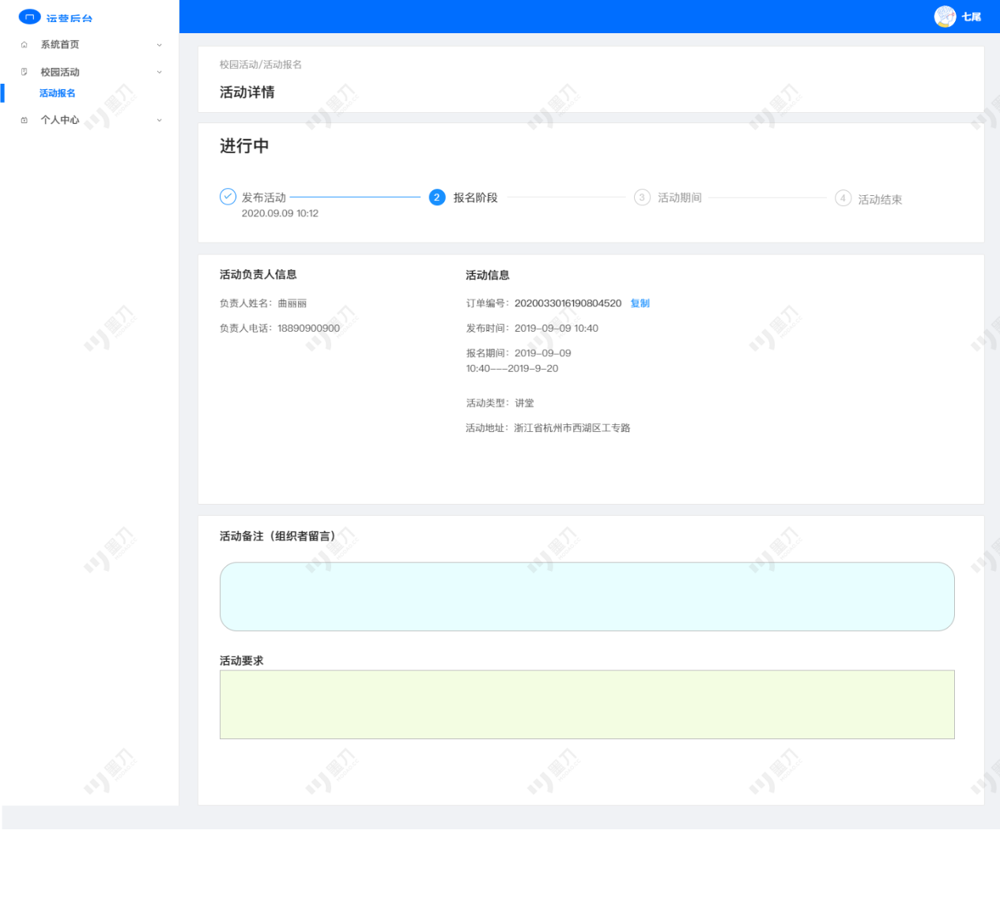 运营后台
七尾
系统首页
校园活动
活动报名
个人中心
校园活动/活动报名
活动详情
进行中
发布活动
2020.09.09 10:12
2 报名阶段
3 活动期间
4 活动结束
活动负责人信息
负责人姓名：曲丽丽
负责人电话：18890900900
活动信息
订单编号：2020033016190804520 复制
发布时间：2019-09-09 10:40
报名期间：2019-09-09
10:40---2019-9-20
活动类型：讲堂
活动地址：浙江省杭州市西湖区工专路
活动备注（组织者留言）
活动要求
墨刀